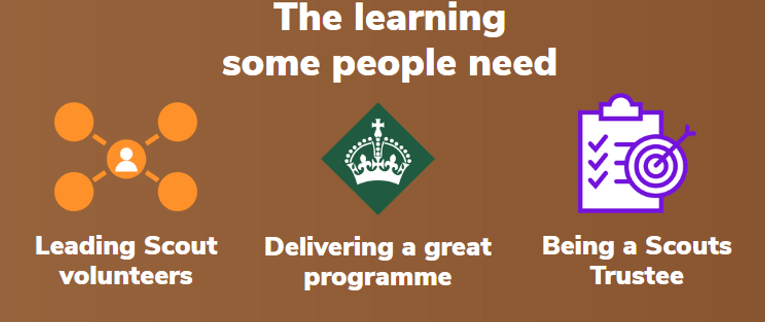 The learning
some people need
Leading Scout
volunteers
Delivering a great
programme
Being a Scouts
Trustee